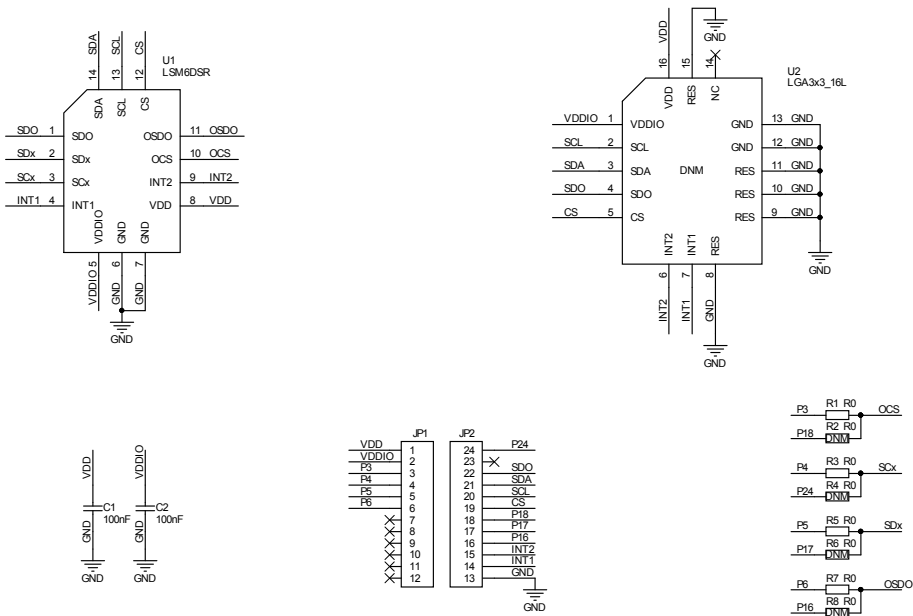 U1
LSM6DSR
SDA
SCL
CS
14
13
12
SDA
SCL
CS
SDO 1 SDO
SDx 2 SDx
SCx 3 SCx
INT1 4 INT1
OSDO 11 OSDO
OCS 10 OCS
INT2 9 INT2
VDD 8 VDD
VDDIO
GND
GND
5
6
7
VDDIO
GND
GND
GND
U2
LGA3x3_16L
VDD
GND
16
15
14
VDD
RES
NC
VDDIO 1 VDDIO
SCL 2 SCL
SDA 3 SDA
SDO 4 SDO
CS 5 CS
DNM
GND 13 GND
GND 12 GND
RES 11 GND
RES 10 GND
RES 9 GND
GND
INT2
INT1
RES
6
7
8
INT2
INT1
GND
GND
VDD
C1
100nF
GND
GND
VDDIO
C2
100nF
GND
GND
JP1
VDD 1
VDDIO 2
P3 3
P4 4
P5 5
P6 6
7
8
9
10
11
12
JP2
24 P24
23
22 SDO
21 SDA
20 SCL
19 CS
18 P18
17 P17
16 P16
15 INT2
14 INT1
13 GND
GND
P3 R1 R0 OCS
P18 R2 R0 DNM
P4 R3 R0 SCx
P24 R4 R0 DNM
P5 R5 R0 SDx
P17 R6 R0 DNM
P6 R7 R0 OSDO
P16 R8 R0 DNM